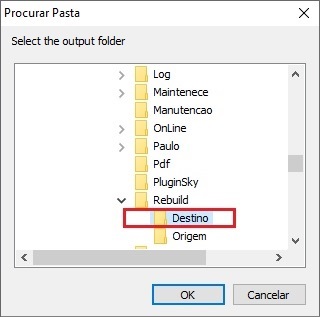 Procurar Pasta
Select the output folder
Log
Maintenece
Manutencao
OnLine
Paulo
Pdf
PluginSky
Rebuild
Destino
Origem
OK
Cancelar